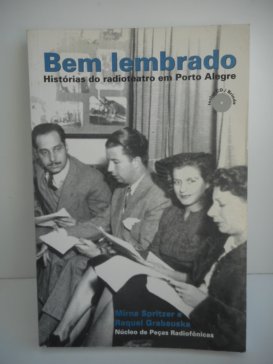 Bem lembrado
Histórias do radioteatro em Porto Alegre
Mirna Spritzer e
Raquel Grabauska
Núcleo de Peças Radiofônicas